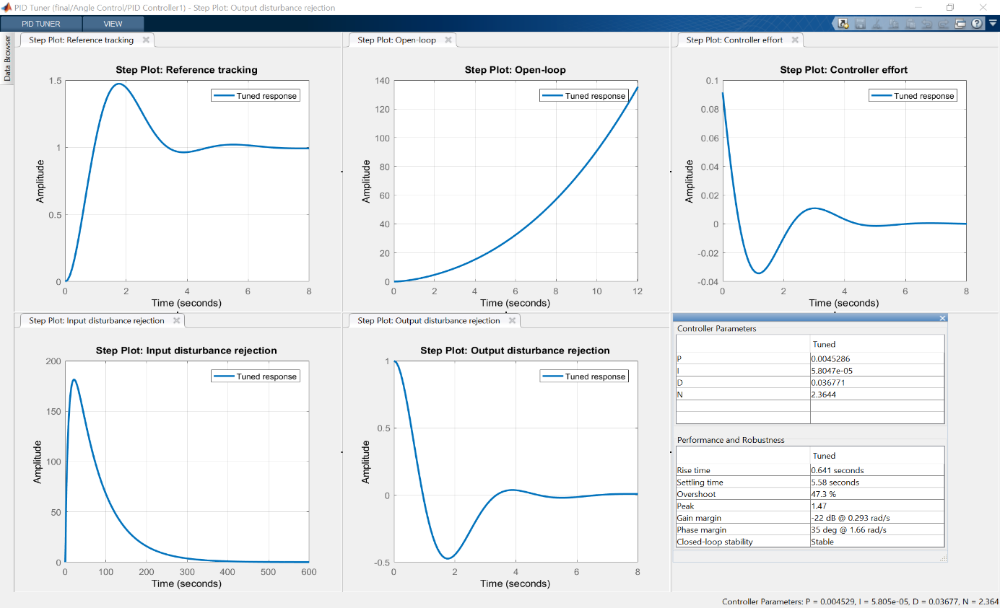 PID Tuner (final/Angle Control/PID Controller1) - Step Plot: Output disturbance rejection
PID TUNER VIEW
Data Browser
Step Plot: Reference tracking
Step Plot: Reference tracking
Tuned response
1.5
1
0.5
0
Amplitude
0 2 4 6 8
Time (seconds)
Step Plot: Open-loop
Step Plot: Open-loop
Tuned response
140
120
100
80
60
40
20
0
Amplitude
0 2 4 6 8 10 12
Time (seconds)
Step Plot: Controller effort
Step Plot: Controller effort
Tuned response
0.1
0.08
0.06
0.04
0.02
0
-0.02
-0.04
Amplitude
0 2 4 6 8
Time (seconds)
Step Plot: Input disturbance rejection
Step Plot: Input disturbance rejection
Tuned response
200
150
100
50
0
Amplitude
0 100 200 300 400 500 600
Time (seconds)
Step Plot: Output disturbance rejection
Step Plot: Output disturbance rejection
Tuned response
1
0.5
0
-0.5
Amplitude
0 2 4 6 8
Time (seconds)
Controller Parameters
Tuned
P 0.0045286
I 5.8047e-05
D 0.036771
N 2.3644
Performance and Robustness
Tuned
Rise time 0.641 seconds
Settling time 5.58 seconds
Overshoot 47.3 %
Peak 1.47
Gain margin -22 dB @ 0.293 rad/s
Phase margin 35 deg @ 1.66 rad/s
Closed-loop stability Stable
Controller Parameters: P = 0.004529, I = 5.805e-05, D = 0.03677, N = 2.364